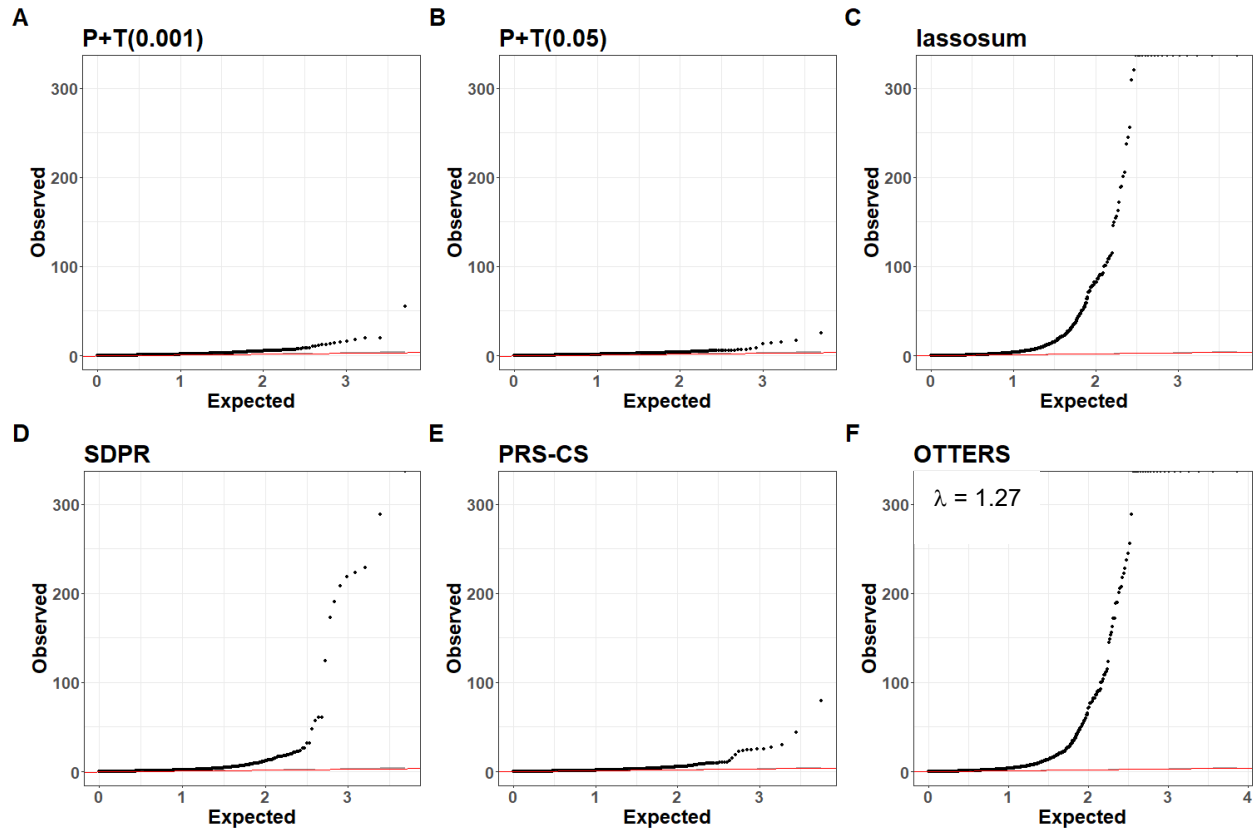 A
P+T(0.001)
Observed
300
200
100
0
0 1 2 3
Expected
B
P+T(0.05)
Observed
300
200
100
0
0 1 2 3
Expected
C
lassosum
Observed
300
200
100
0
0 1 2 3
Expected
D
SDPR
Observed
300
200
100
0
0 1 2 3
Expected
E
PRS-CS
Observed
300
200
100
0
0 1 2 3
Expected
F
OTTERS
λ = 1.27
Observed
300
200
100
0
0 1 2 3 4
Expected